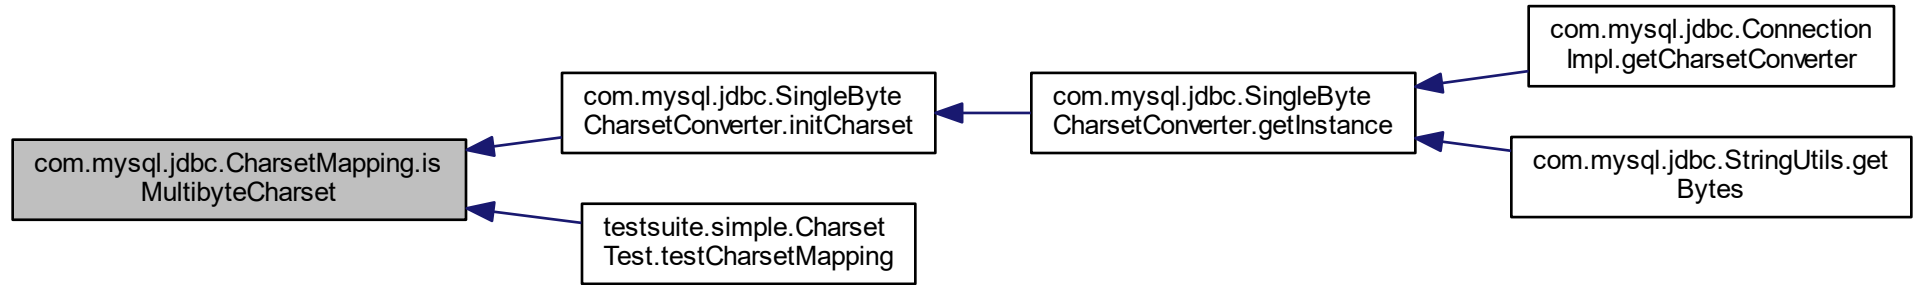 com.mysql.jdbc.CharsetMapping.is
MultibyteCharset
com.mysql.jdbc.SingleByte
CharsetConverter.initCharset
testsuite.simple.Charset
Test.testCharsetMapping
com.mysql.jdbc.SingleByte
CharsetConverter.getInstance
com.mysql.jdbc.Connection
Impl.getCharsetConverter
com.mysql.jdbc.StringUtils.get
Bytes